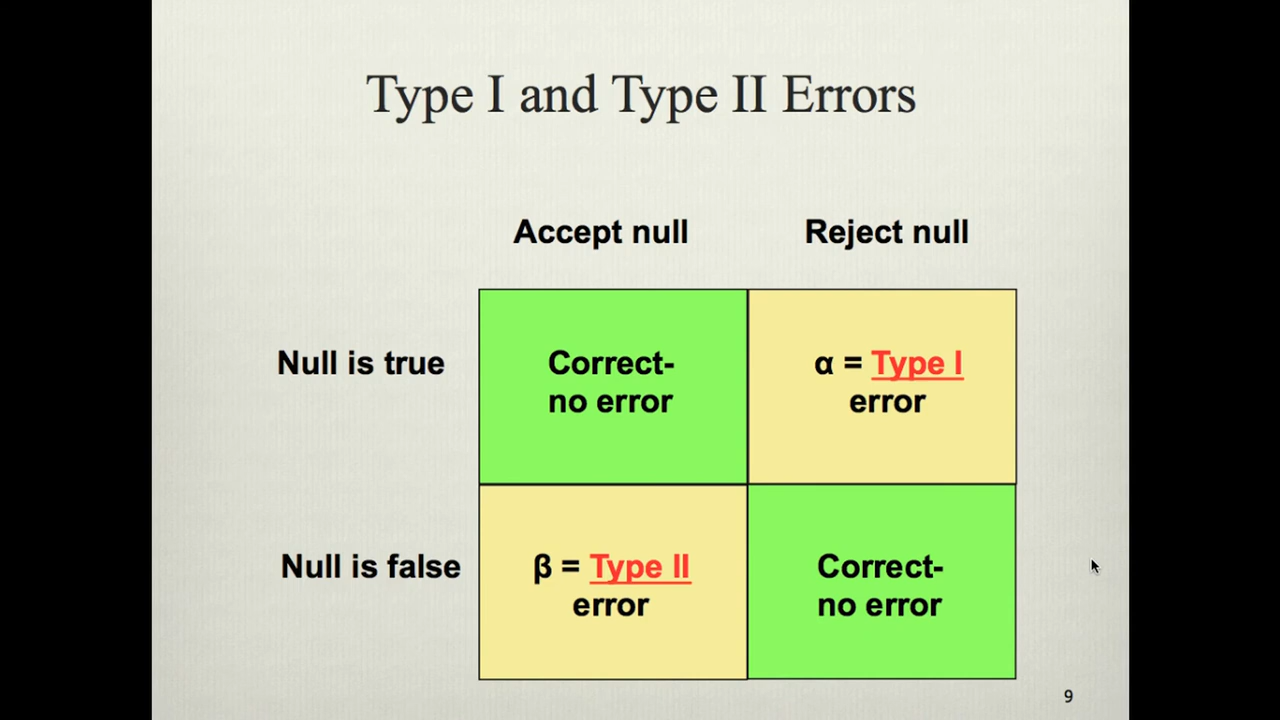 Type I and Type II Errors
Accept null
Reject null
Null is true
Correct-
no error
α = Type I
error
Null is false
β = Type II
error
Correct-
no error
9